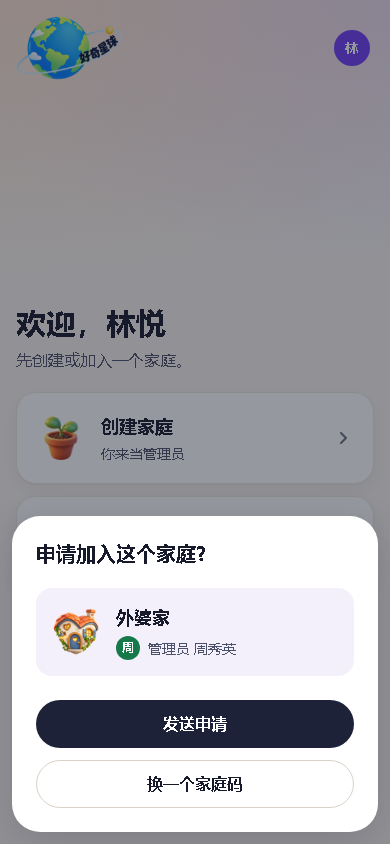 好奇星球
林
欢迎，林悦
先创建或加入一个家庭。
创建家庭
你来当管理员
申请加入这个家庭?
外婆家
周
管理员 周秀英
发送申请
换一个家庭码